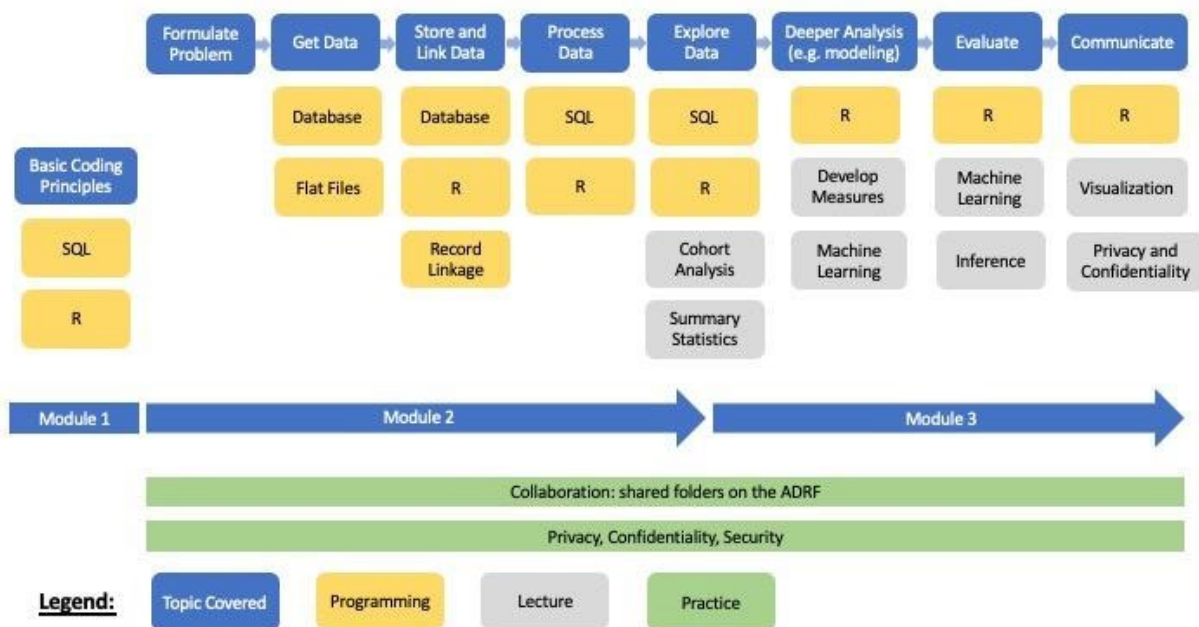 Formulate
Problem
Get Data
Store and
Link Data
Process
Data
Explore
Data
Deeper Analysis
(e.g. modeling)
Evaluate
Communicate
Database
Database
SQL
SQL
R
R
R
Basic Coding
Principles
Flat Files
R
R
R
Develop
Measures
Machine
Learning
Visualization
SQL
Record
Linkage
Cohort
Analysis
Machine
Learning
Inference
Privacy and
Confidentiality
R
Summary
Statistics
Module 1
Module 2
Module 3
Collaboration: shared folders on the ADRF
Privacy, Confidentiality, Security
Legend:
Topic Covered
Programming
Lecture
Practice